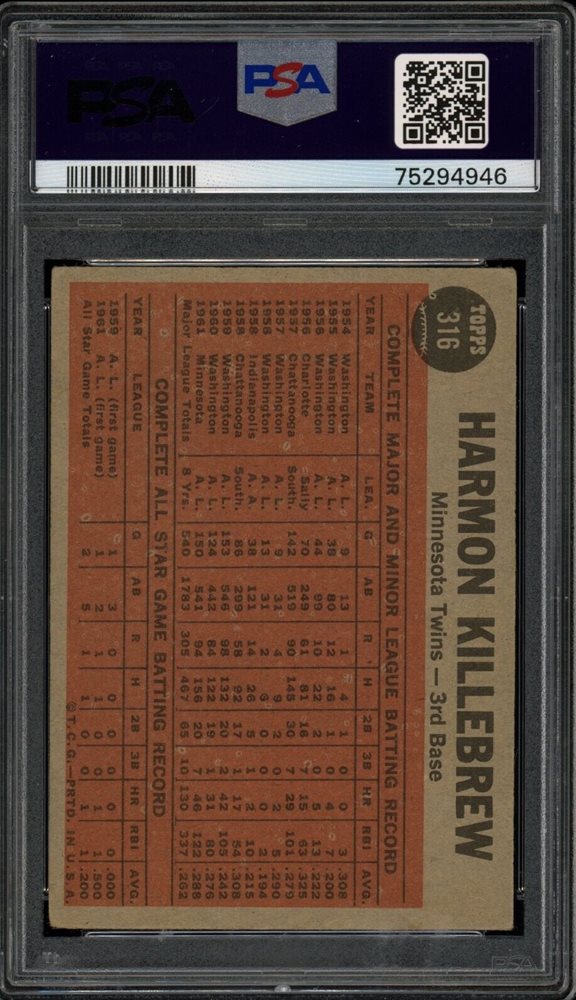 PSA
PSA
75294946
TOPPS
316
HARMON KILLEBREW
Minnesota Twins — 3rd Base
COMPLETE MAJOR AND MINOR LEAGUE BATTING RECORD
YEAR TEAM LEA. G AB R H 2B 3B HR RBI AVG.
1954 Washington A. L. 9 13 1 4 1 0 0 3 .308
1955 Washington A. L. 38 80 12 16 1 0 4 7 .200
1956 Washington A. L. 44 99 10 22 2 0 5 13 .222
1956 Charlotte Sally 70 249 61 81 16 7 15 63 .325
1957 Chattanooga South. 142 519 90 145 30 7 29 101 .279
1957 Washington A. L. 9 31 4 9 2 0 2 5 .290
1958 Washington A. L. 13 31 2 6 0 0 0 2 .194
1958 Indianapolis A. A. 38 121 14 26 5 1 2 10 .215
1958 Chattanooga South. 86 299 58 92 17 1 17 54 .308
1959 Washington A. L. 153 546 98 132 20 2 42 105 .242
1960 Washington A. L. 124 442 84 122 19 1 31 80 .276
1961 Minnesota A. L. 150 541 94 156 20 7 46 122 .288
Major League Totals 8 Yrs. 540 1783 305 467 65 10 130 337 .262
COMPLETE ALL STAR GAME BATTING RECORD
YEAR LEAGUE G AB R H 2B 3B HR RBI AVG.
1959 A. L. (first game) 1 3 0 0 0 0 0 0 .000
1961 A. L. (first game) 1 2 1 1 0 0 1 1 .500
All Star Game Totals 2 5 1 1 0 0 1 1 .200
© T.C.G.—PRTD. IN U.S.A.
PSA